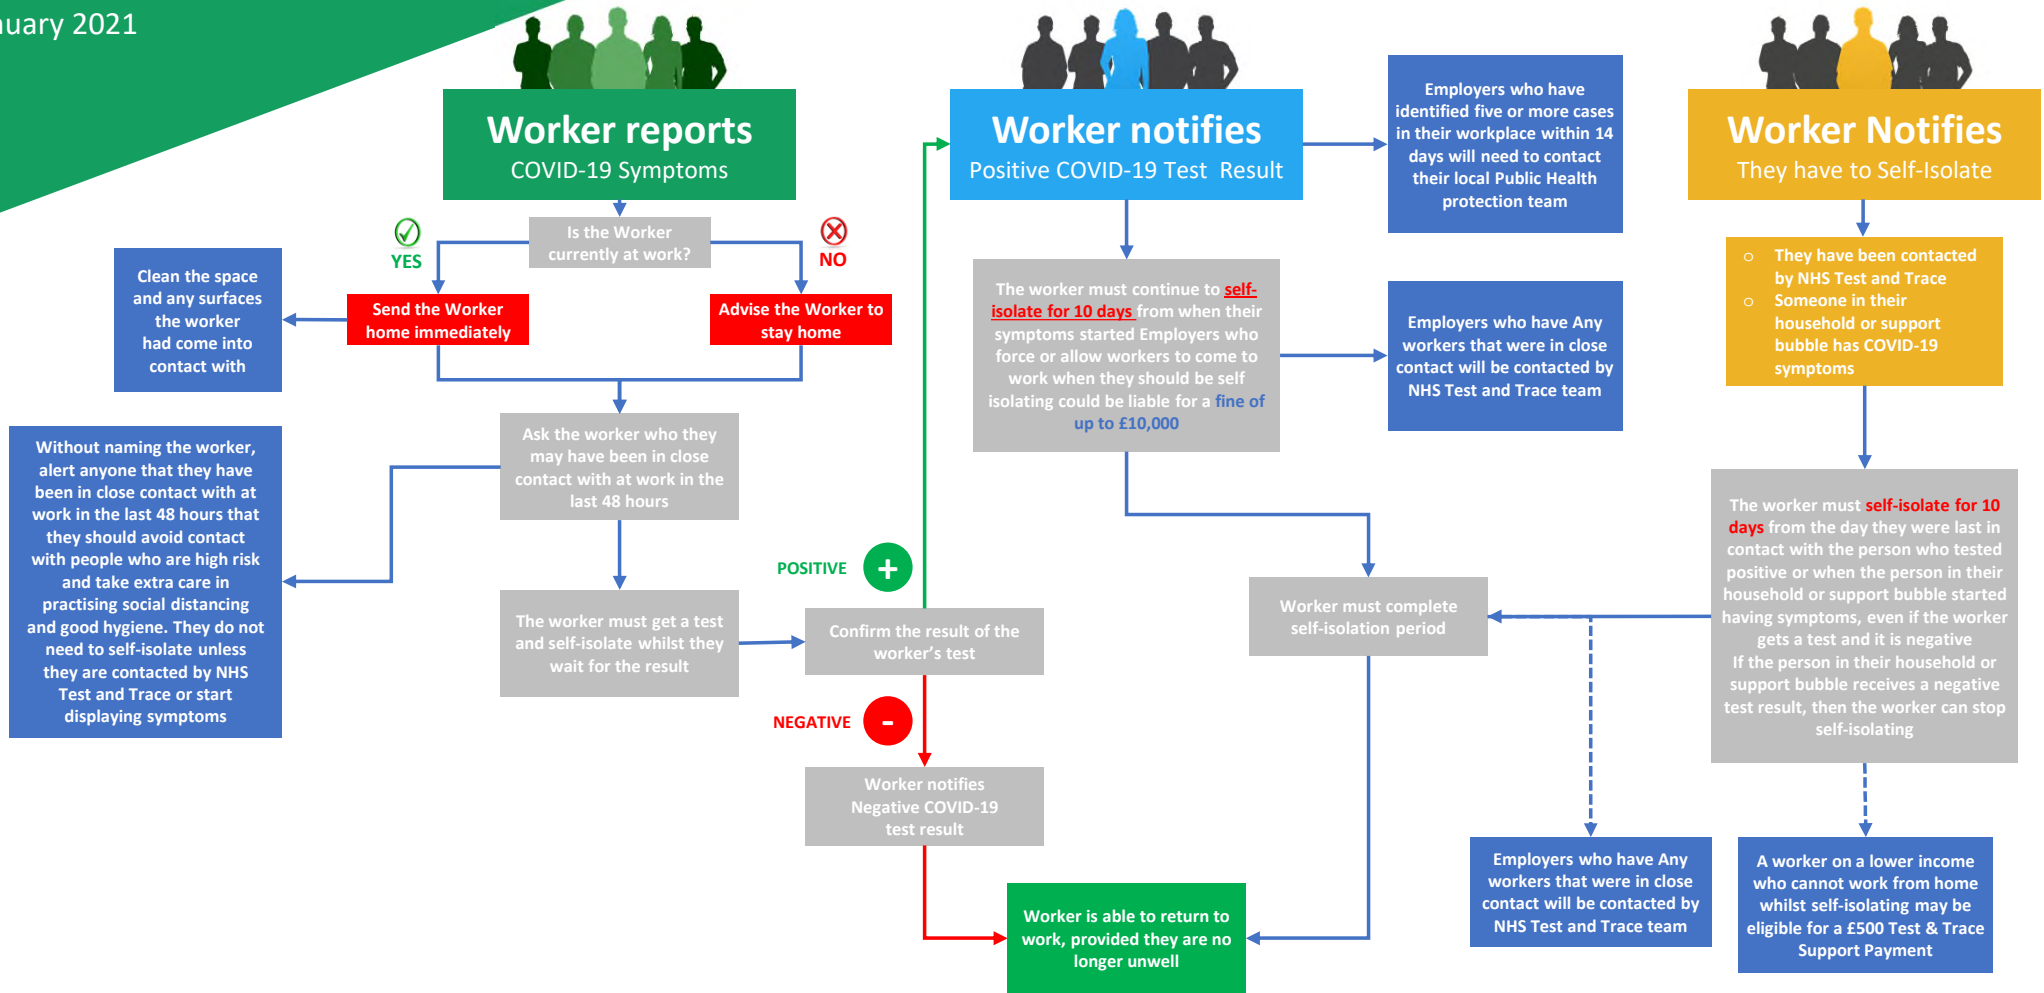 2021
Worker reports
COVID-19 Symptoms
Is the Worker
currently at work?
YES
NO
Send the Worker
home immediately
Advise the Worker to
stay home
Clean the space
and any surfaces
the worker
had come into
contact with
Ask the worker who they
may have been in close
contact with at work in the
last 48 hours
Without naming the worker,
alert anyone that they have
been in close contact with at
work in the last 48 hours that
they should avoid contact
with people who are high risk
and take extra care in
practising social distancing
and good hygiene. They do not
need to self-isolate unless
they are contacted by NHS
Test and Trace or start
displaying symptoms
The worker must get a test
and self-isolate whilst they
wait for the result
POSITIVE +
Confirm the result of the
worker's test
NEGATIVE -
Worker notifies
Negative COVID-19
test result
Worker is able to return to
work, provided they are no
longer unwell
Worker notifies
Positive COVID-19 Test Result
Employers who have
identified five or more cases
in their workplace within 14
days will need to contact
their local Public Health
protection team
The worker must continue to self-
isolate for 10 days from when their
symptoms started Employers who
force or allow workers to come to
work when they should be self
isolating could be liable for a fine of
up to £10,000
Employers who have Any
workers that were in close
contact will be contacted by
NHS Test and Trace team
Worker must complete
self-isolation period
Worker Notifies
They have to Self-Isolate
o They have been contacted
by NHS Test and Trace
o Someone in their
household or support
bubble has COVID-19
symptoms
The worker must self-isolate for 10
days from the day they were last in
contact with the person who tested
positive or when the person in their
household or support bubble started
having symptoms, even if the worker
gets a test and it is negative
If the person in their household or
support bubble receives a negative
test result, then the worker can stop
self-isolating
Employers who have Any
workers that were in close
contact will be contacted by
NHS Test and Trace team
A worker on a lower income
who cannot work from home
whilst self-isolating may be
eligible for a £500 Test & Trace
Support Payment